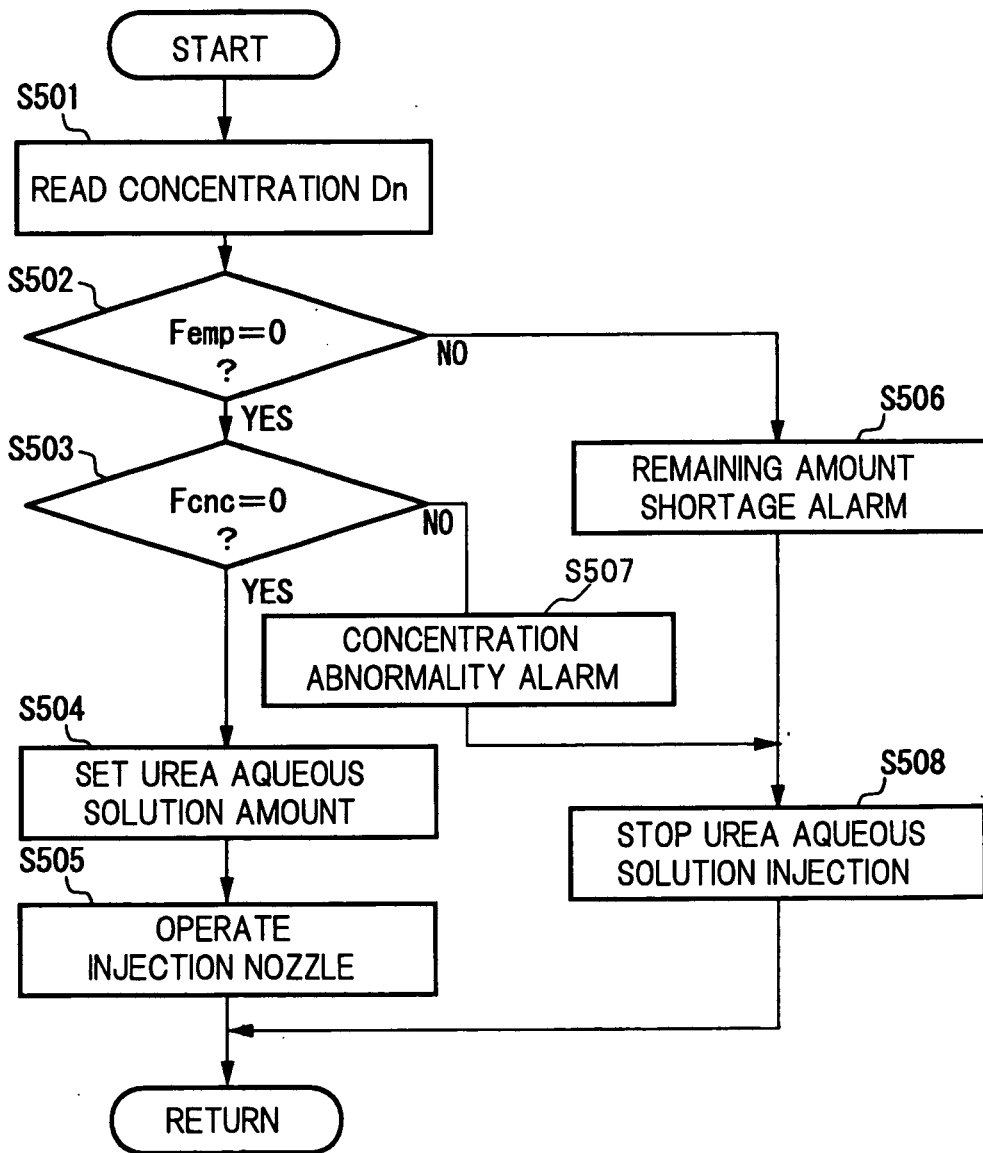 START
S501
READ CONCENTRATION Dn
S502
Femp=0
?
NO
YES
S503
Fcnc=0
?
NO
YES
S506
REMAINING AMOUNT
SHORTAGE ALARM
S507
CONCENTRATION
ABNORMALITY ALARM
S504
SET UREA AQUEOUS
SOLUTION AMOUNT
S508
STOP UREA AQUEOUS
SOLUTION INJECTION
S505
OPERATE
INJECTION NOZZLE
RETURN